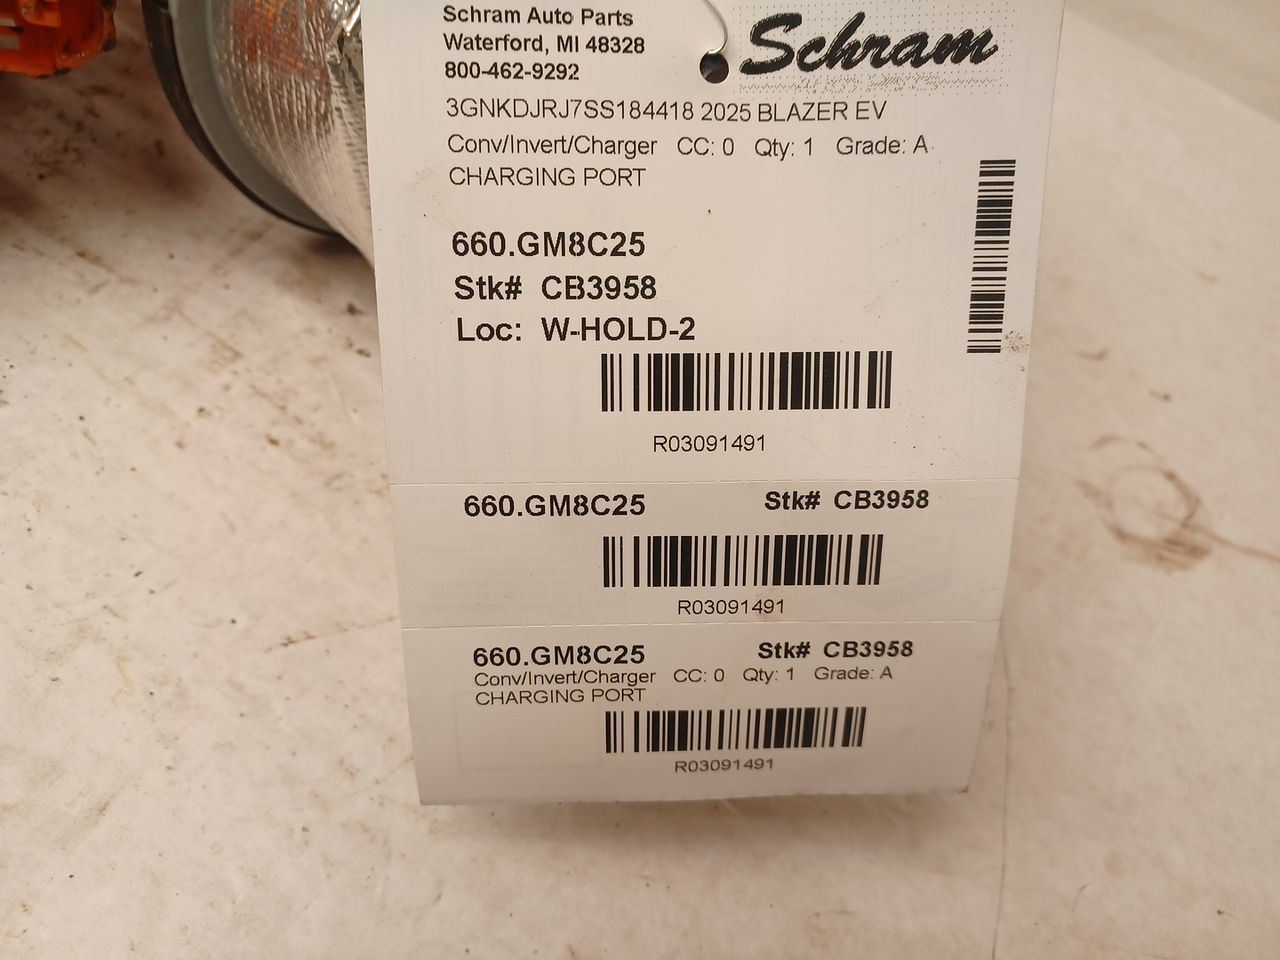 Schram Auto Parts
Waterford, MI 48328
800-462-9292
Schram
3GNKDJRJ7SS184418 2025 BLAZER EV
Conv/Invert/Charger CC: 0 Qty: 1 Grade: A
CHARGING PORT
660.GM8C25
Stk# CB3958
Loc: W-HOLD-2
R03091491
660.GM8C25 Stk# CB3958
R03091491
660.GM8C25 Stk# CB3958
Conv/Invert/Charger CC: 0 Qty: 1 Grade: A
CHARGING PORT
R03091491